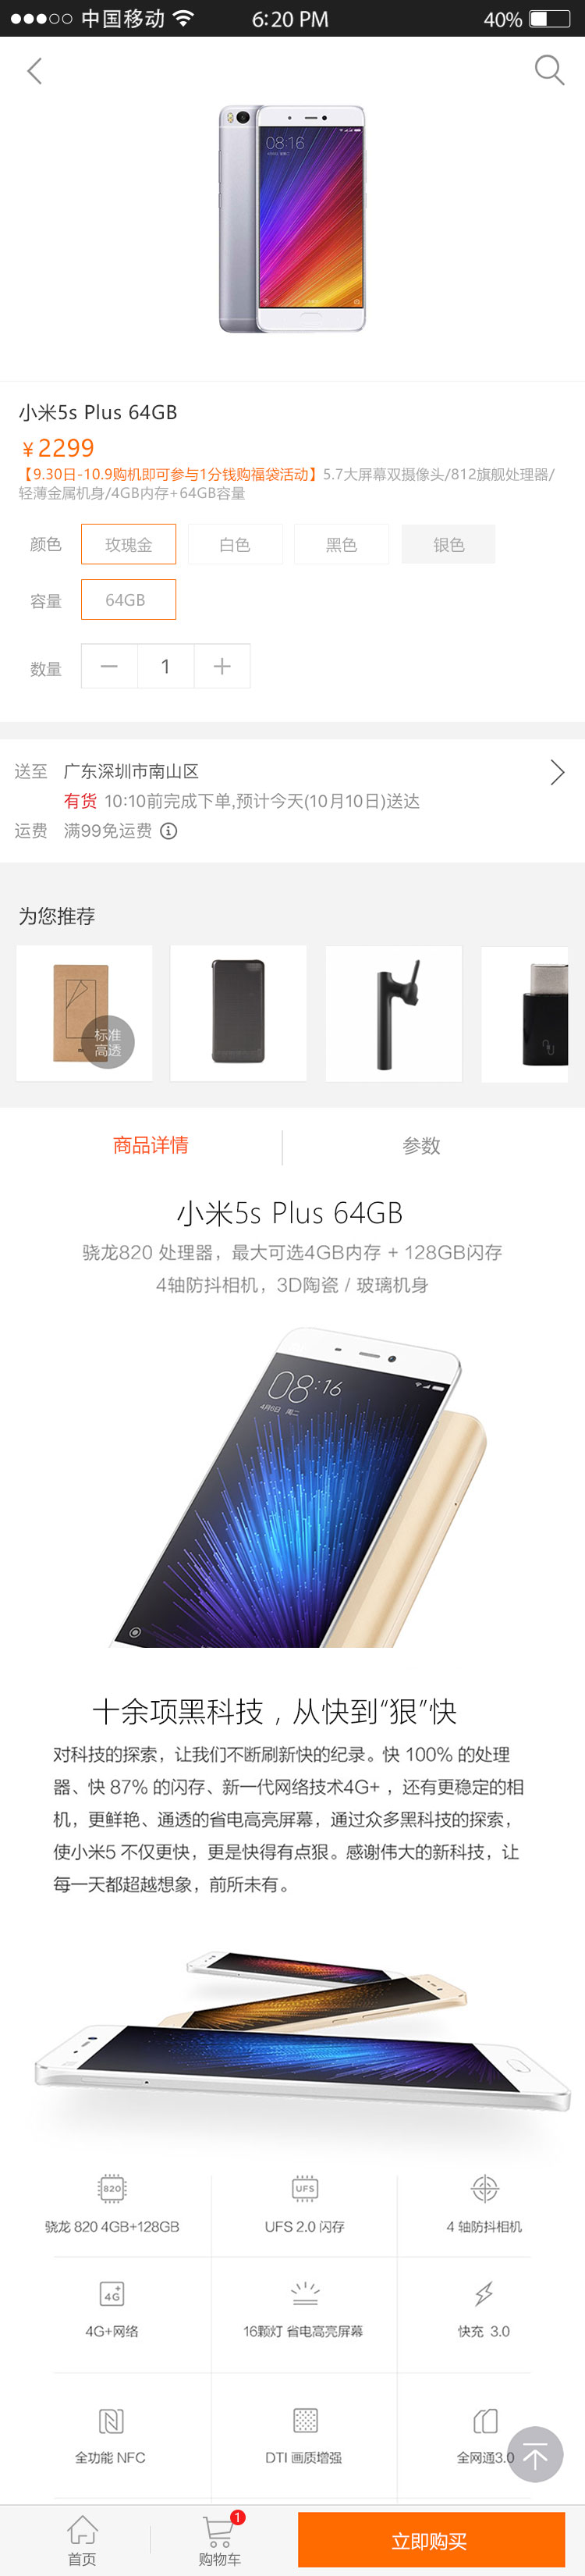 中国移动 6:20 PM 40%
08:16
小米5s Plus 64GB
¥2299
【9.30日-10.9购机即可参与1分钱购福袋活动】5.7大屏幕双摄像头/812旗舰处理器/
轻薄金属机身/4GB内存+64GB容量
颜色 玫瑰金 白色 黑色 银色
容量 64GB
数量 — 1 +
送至 广东深圳市南山区
有货 10:10前完成下单,预计今天(10月10日)送达
运费 满99免运费
为您推荐
标准
高透
商品详情 参数
小米5s Plus 64GB
骁龙820 处理器，最大可选4GB内存 + 128GB闪存
4轴防抖相机，3D陶瓷 / 玻璃机身
08:16
4月6日 周二
十余项黑科技，从快到“狠”快
对科技的探索，让我们不断刷新快的纪录。快 100% 的处理
器、快 87% 的闪存、新一代网络技术4G+ ，还有更稳定的相
机，更鲜艳、通透的省电高亮屏幕，通过众多黑科技的探索，
使小米5 不仅更快，更是快得有点狠。感谢伟大的新科技，让
每一天都超越想象，前所未有。
820 UFS
骁龙 820 4GB+128GB UFS 2.0 闪存 4 轴防抖相机
4G
4G+网络 16颗灯 省电高亮屏幕 快充 3.0
全功能 NFC DTI 画质增强 全网通3.0
1
首页 购物车 立即购买